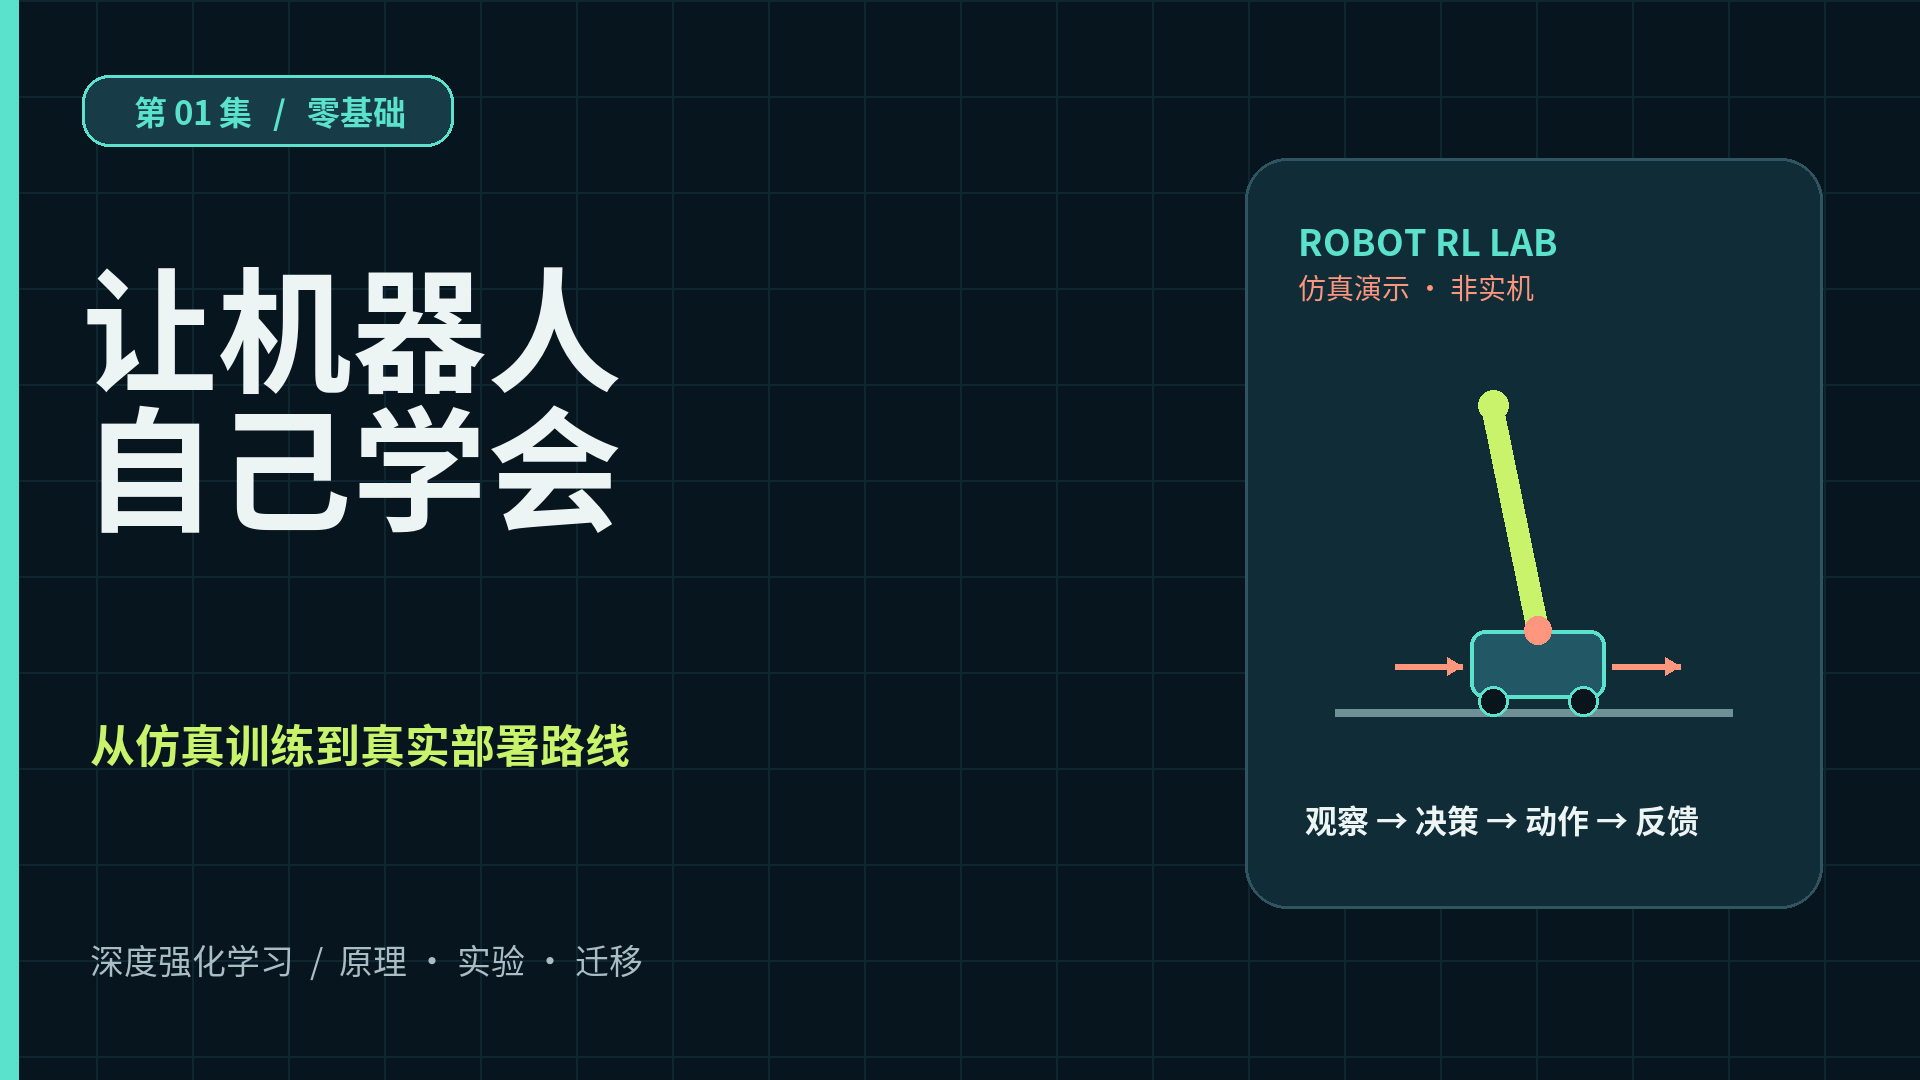 第 01 集 / 零基础
让机器人
自己学会
从仿真训练到真实部署路线
深度强化学习 / 原理 · 实验 · 迁移
ROBOT RL LAB
仿真演示 · 非实机
观察 → 决策 → 动作 → 反馈